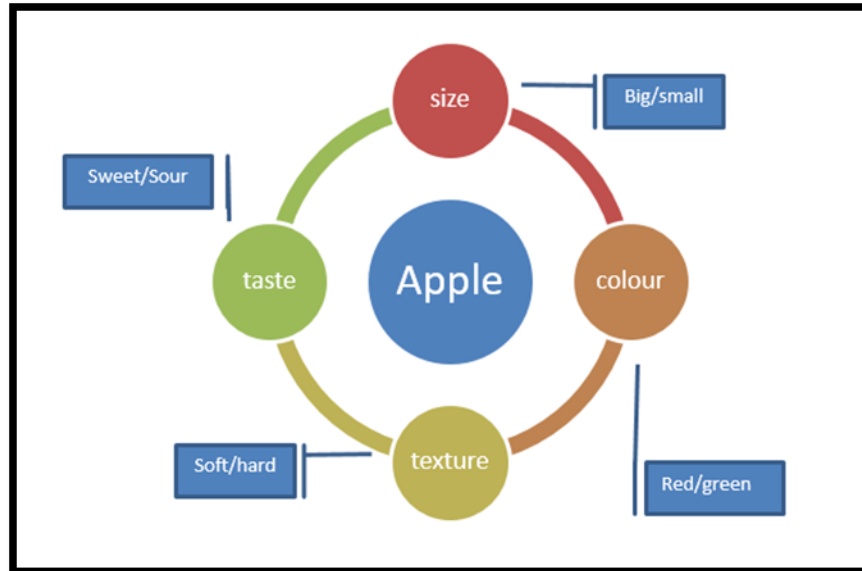 size
Big/small
Sweet/Sour
taste
Apple
colour
Soft/hard
texture
Red/green